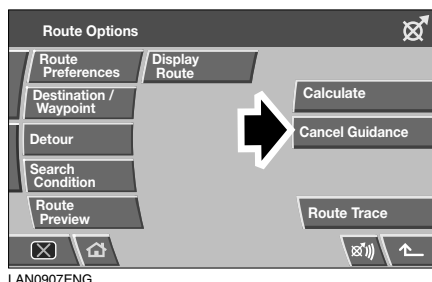 Route Options
Route
Preferences
Display
Route
Destination /
Waypoint
Calculate
Detour
Cancel Guidance
Search
Condition
Route
Preview
Route Trace
LAN0907ENG